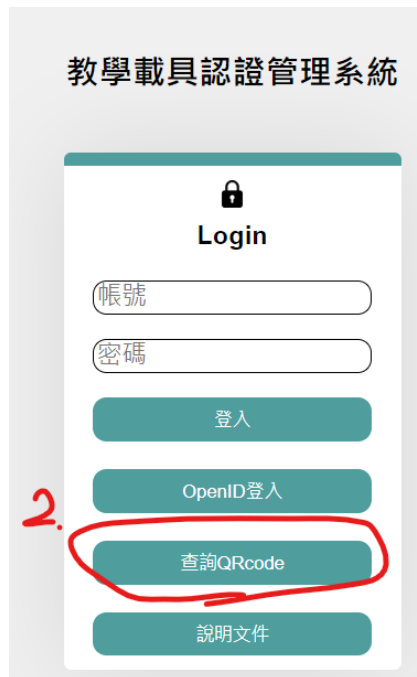 教學載具認證管理系統
Login
帳號
密碼
登入
OpenID登入
2.
查詢QRcode
說明文件